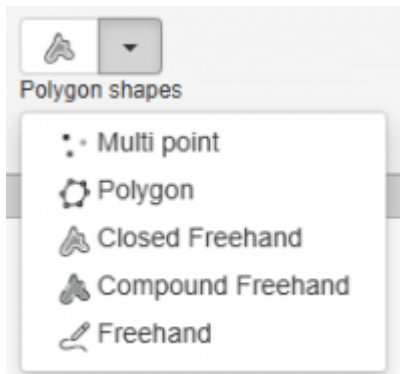 Polygon shapes
Multi point
Polygon
Closed Freehand
Compound Freehand
Freehand